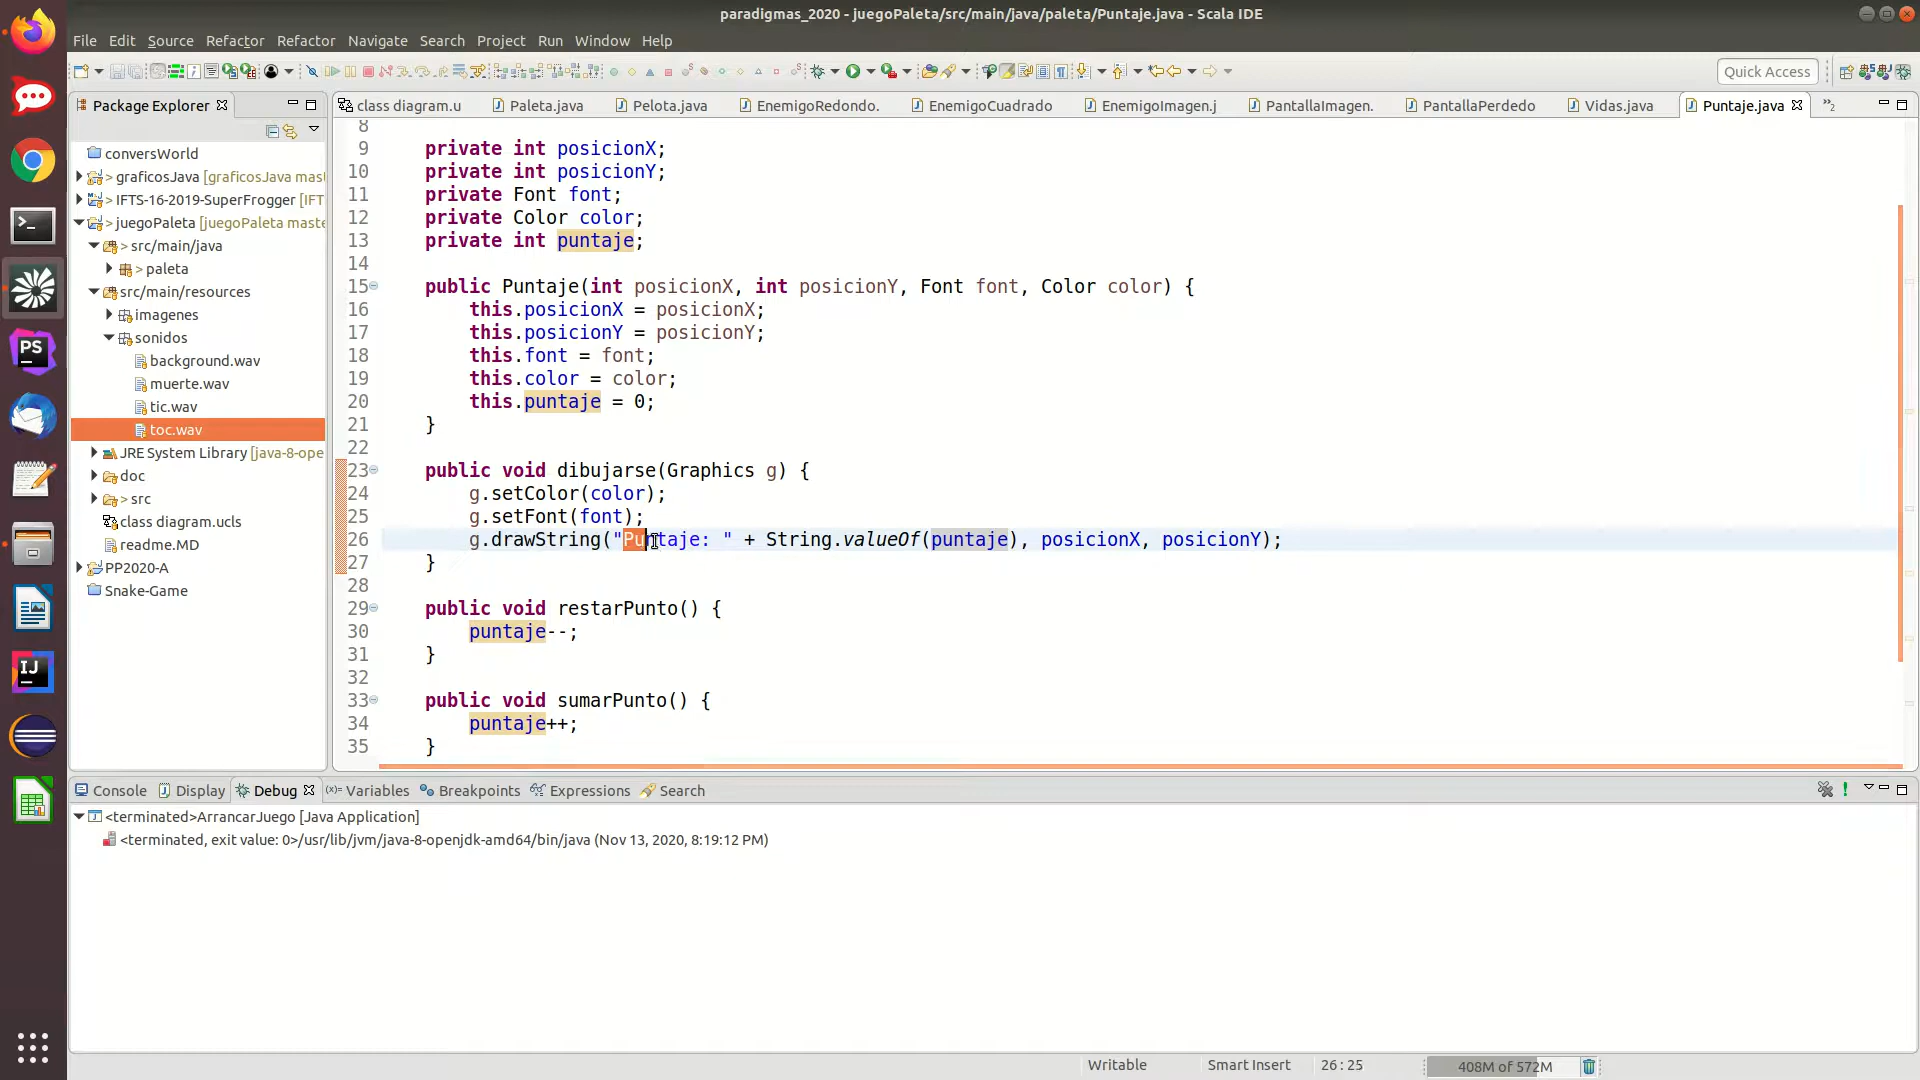 paradigmas_2020 - juegoPaleta/src/main/java/paleta/Puntaje.java - Scala IDE
File Edit Source Refactor Refactor Navigate Search Project Run Window Help
Quick Access
Package Explorer
class diagram.u Paleta.java Pelota.java EnemigoRedondo. EnemigoCuadrado EnemigoImagen.j PantallaImagen. PantallaPerdedo Vidas.java Puntaje.java »2
conversWorld
> graficosJava [graficosJava mas
> IFTS-16-2019-SuperFrogger [IFT
> juegoPaleta [juegoPaleta maste
> src/main/java
> paleta
src/main/resources
imagenes
sonidos
background.wav
muerte.wav
tic.wav
toc.wav
JRE System Library [java-8-ope
doc
> src
class diagram.ucls
readme.MD
PP2020-A
Snake-Game
8
9 private int posicionX;
10 private int posicionY;
11 private Font font;
12 private Color color;
13 private int puntaje;
14
15 public Puntaje(int posicionX, int posicionY, Font font, Color color) {
16 this.posicionX = posicionX;
17 this.posicionY = posicionY;
18 this.font = font;
19 this.color = color;
20 this.puntaje = 0;
21 }
22
23 public void dibujarse(Graphics g) {
24 g.setColor(color);
25 g.setFont(font);
26 g.drawString("Puntaje: " + String.valueOf(puntaje), posicionX, posicionY);
27 }
28
29 public void restarPunto() {
30 puntaje--;
31 }
32
33 public void sumarPunto() {
34 puntaje++;
35 }
Console Display Debug (x)= Variables Breakpoints Expressions Search
<terminated>ArrancarJuego [Java Application]
<terminated, exit value: 0>/usr/lib/jvm/java-8-openjdk-amd64/bin/java (Nov 13, 2020, 8:19:12 PM)
Writable Smart Insert 26:25 408M of 572M
PS
IJ